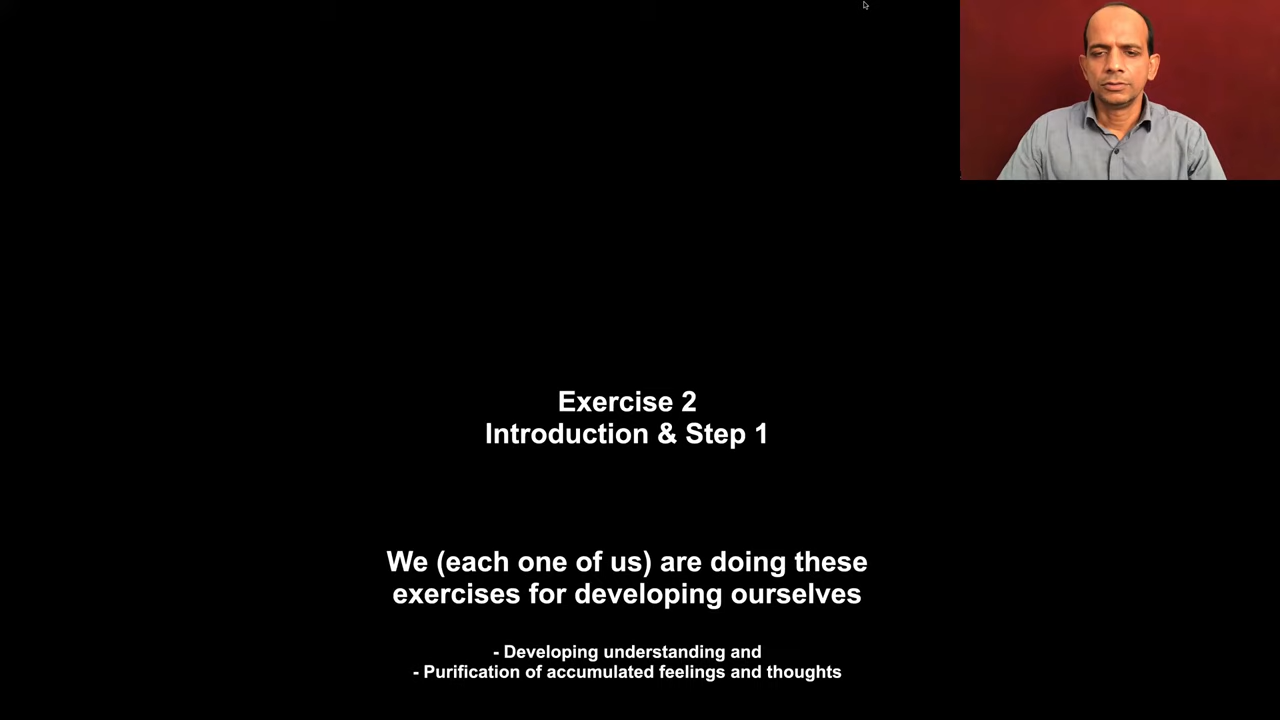 Exercise 2
Introduction & Step 1
We (each one of us) are doing these
exercises for developing ourselves
- Developing understanding and
- Purification of accumulated feelings and thoughts